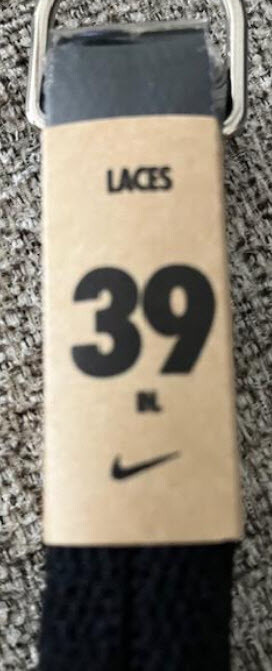 LACES
39
IN.